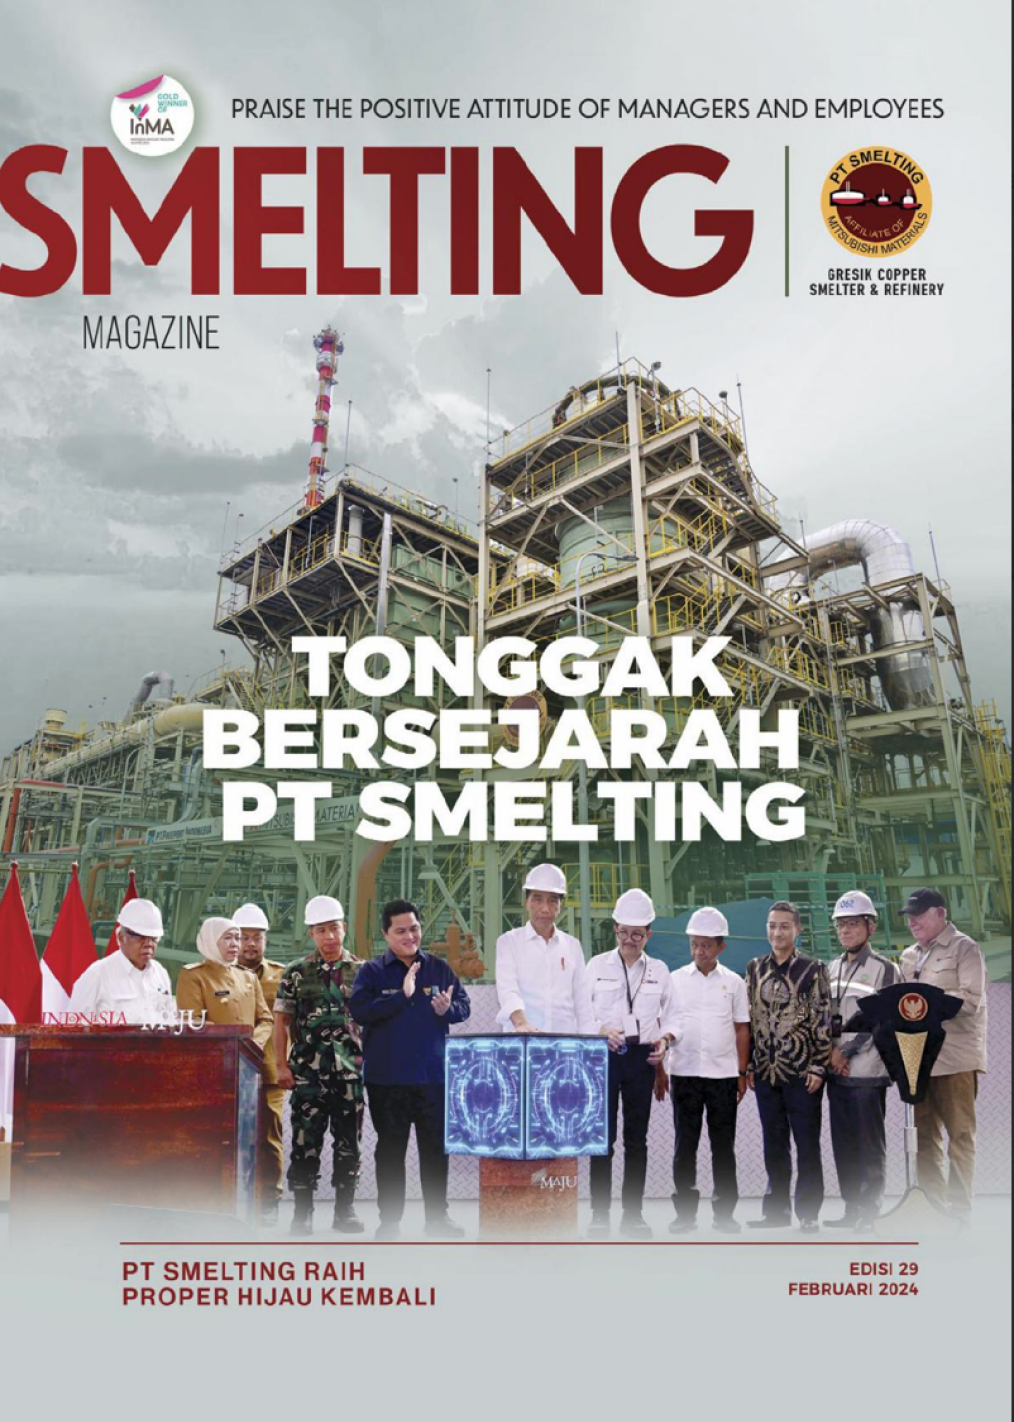 GOLD
WINNER
OF
InMA
PRAISE THE POSITIVE ATTITUDE OF MANAGERS AND EMPLOYEES
SMELTING
MAGAZINE
PT SMELTING
AFFILIATE OF
MITSUBISHI MATERIALS
GRESIK COPPER
SMELTER & REFINERY
TONGGAK
BERSEJARAH
PT SMELTING
MATERIA
062
MAJU
MAJU
PT SMELTING RAIH
PROPER HIJAU KEMBALI
EDISI 29
FEBRUARI 2024